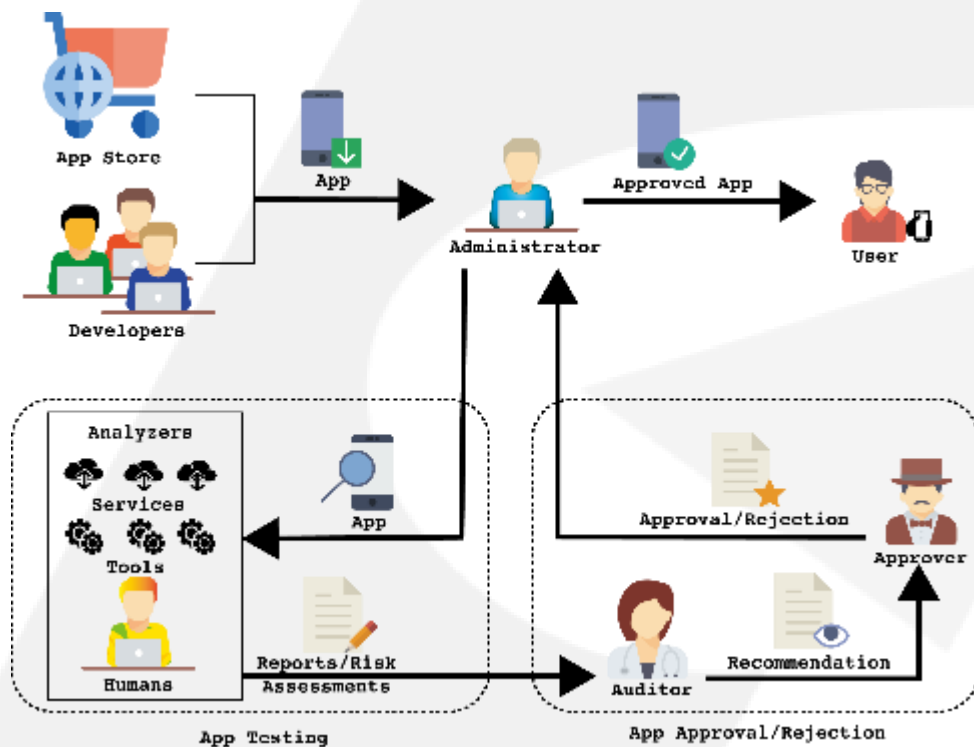 App Store
App
Approved App
Administrator
User
Developers
Analyzers
Services
App
Tools
Approval/Rejection
Approver
Humans
Reports/Risk
Assessments
Auditor
Recommendation
App Testing
App Approval/Rejection